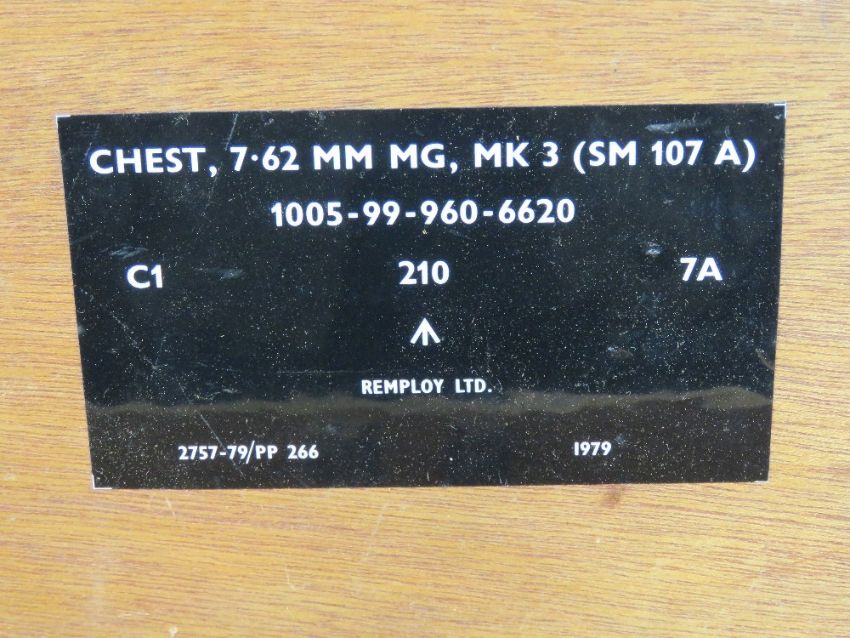 CHEST, 7·62 MM MG, MK 3 (SM 107 A)
1005-99-960-6620
C1 210 7A
REMPLOY LTD.
2757-79/PP 266 1979